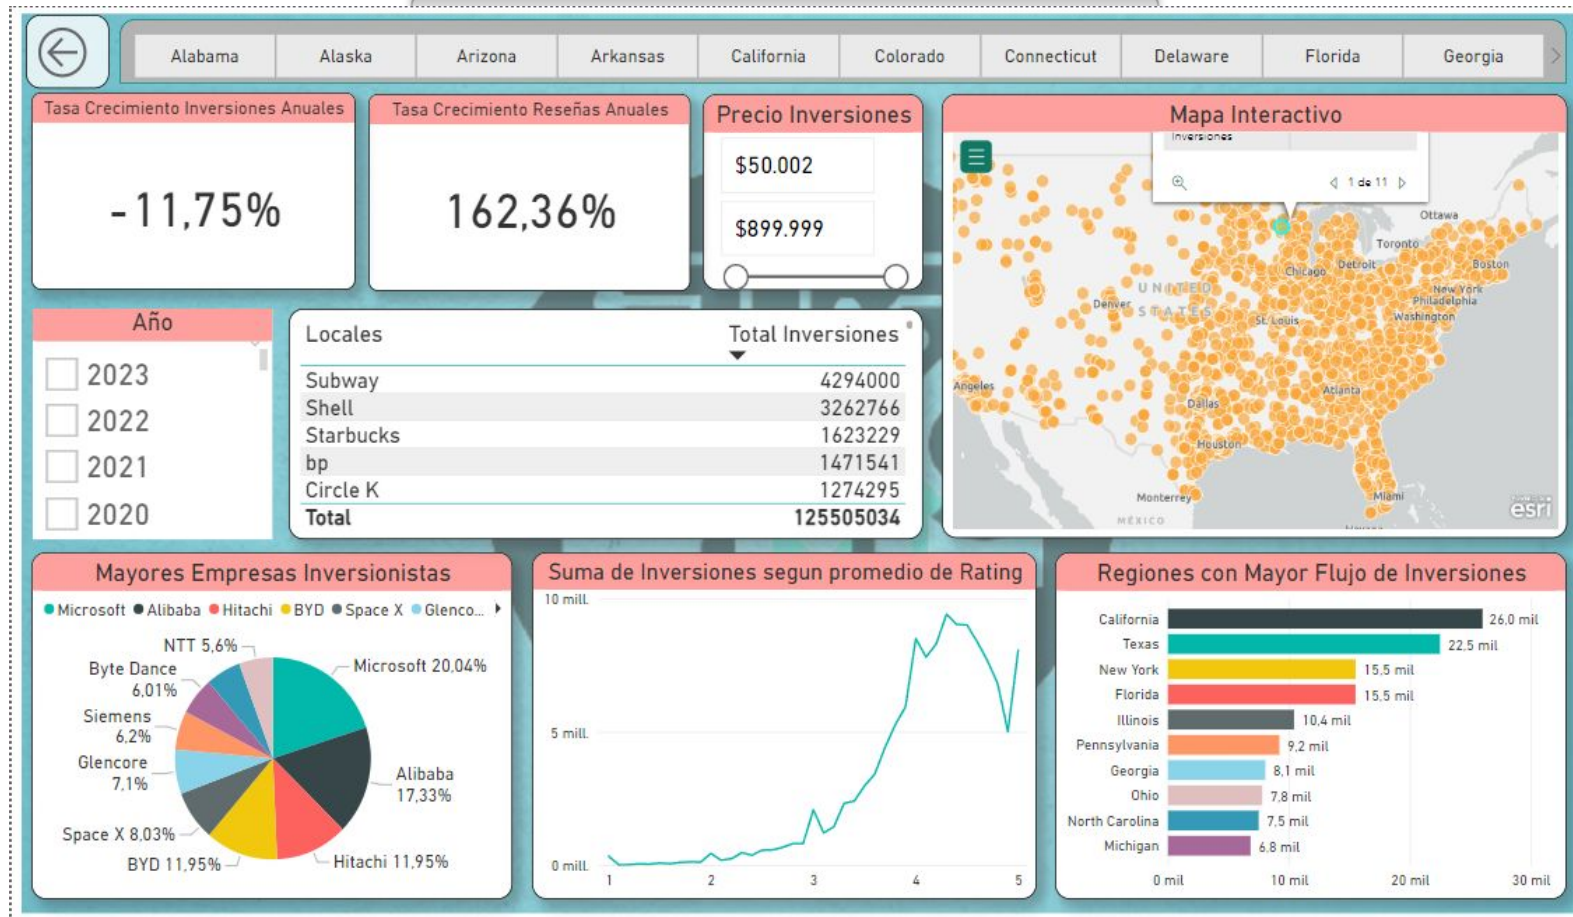 Alabama Alaska Arizona Arkansas California Colorado Connecticut Delaware Florida Georgia
Tasa Crecimiento Inversiones Anuales
-11,75%
Tasa Crecimiento Reseñas Anuales
162,36%
Precio Inversiones
$50.002
$899.999
Mapa Interactivo
Inversiones
1 de 11
Ottawa
Toronto
Chicago
Detroit
Boston
New York
Philadelphia
Washington
UNITED
STATES
Denver
St. Louis
Angeles
Atlanta
Dallas
Houston
Monterrey
Miami
MÉXICO
esri
Año
2023
2022
2021
2020
Locales Total Inversiones
Subway 4294000
Shell 3262766
Starbucks 1623229
bp 1471541
Circle K 1274295
Total 125505034
Mayores Empresas Inversionistas
Microsoft Alibaba Hitachi BYD Space X Glenco...
NTT 5,6%
Byte Dance
6,01%
Siemens
6,2%
Glencore
7,1%
Space X 8,03%
BYD 11,95%
Hitachi 11,95%
Alibaba
17,33%
Microsoft 20,04%
Suma de Inversiones segun promedio de Rating
10 mill.
5 mill.
0 mill.
1 2 3 4 5
Regiones con Mayor Flujo de Inversiones
California 26,0 mil
Texas 22,5 mil
New York 15,5 mil
Florida 15,5 mil
Illinois 10,4 mil
Pennsylvania 9,2 mil
Georgia 8,1 mil
Ohio 7,8 mil
North Carolina 7,5 mil
Michigan 6,8 mil
0 mil 10 mil 20 mil 30 mil